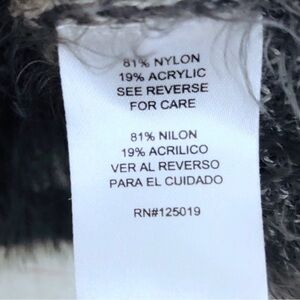 81% NYLON
19% ACRYLIC
SEE REVERSE
FOR CARE
81% NILON
19% ACRILICO
VER AL REVERSO
PARA EL CUIDADO
RN#125019